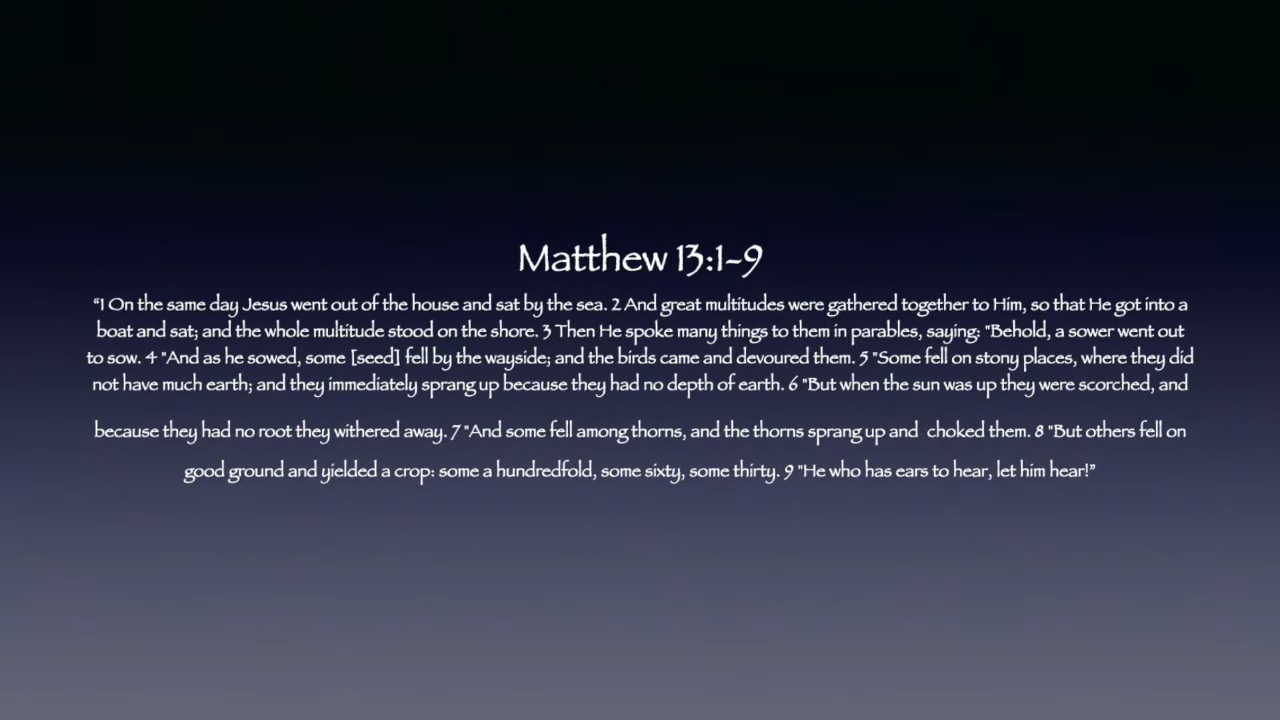 Matthew 13:1-9
“1 On the same day Jesus went out of the house and sat by the sea. 2 And great multitudes were gathered together to Him, so that He got into a
boat and sat; and the whole multitude stood on the shore. 3 Then He spoke many things to them in parables, saying: "Behold, a sower went out
to sow. 4 "And as he sowed, some [seed] fell by the wayside; and the birds came and devoured them. 5 "Some fell on stony places, where they did
not have much earth; and they immediately sprang up because they had no depth of earth. 6 "But when the sun was up they were scorched, and
because they had no root they withered away. 7 "And some fell among thorns, and the thorns sprang up and  choked them. 8 "But others fell on
good ground and yielded a crop: some a hundredfold, some sixty, some thirty. 9 "He who has ears to hear, let him hear!”